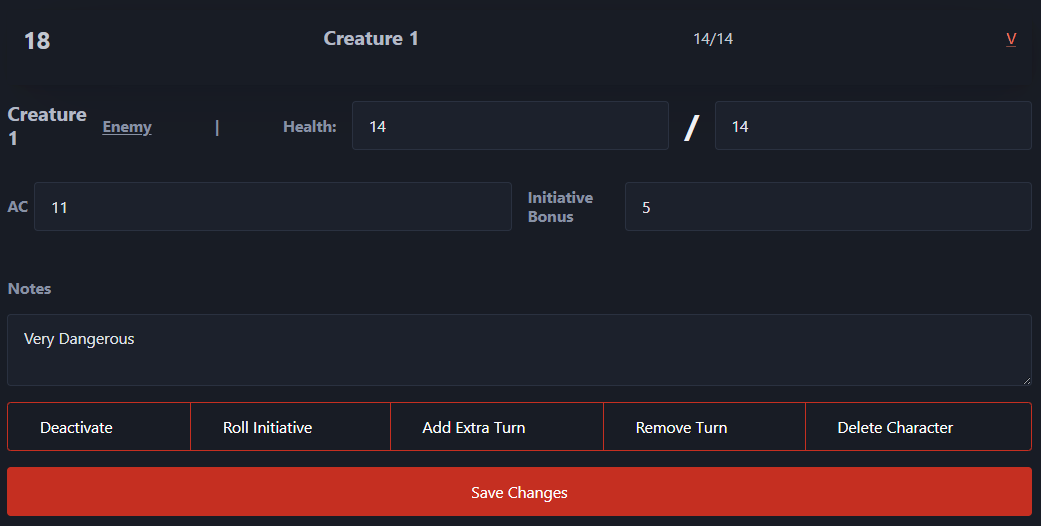 18 Creature 1 14/14 V
Creature
1
Enemy | Health: 14 / 14
AC 11
Initiative
Bonus
5
Notes
Very Dangerous
Deactivate Roll Initiative Add Extra Turn Remove Turn Delete Character
Save Changes